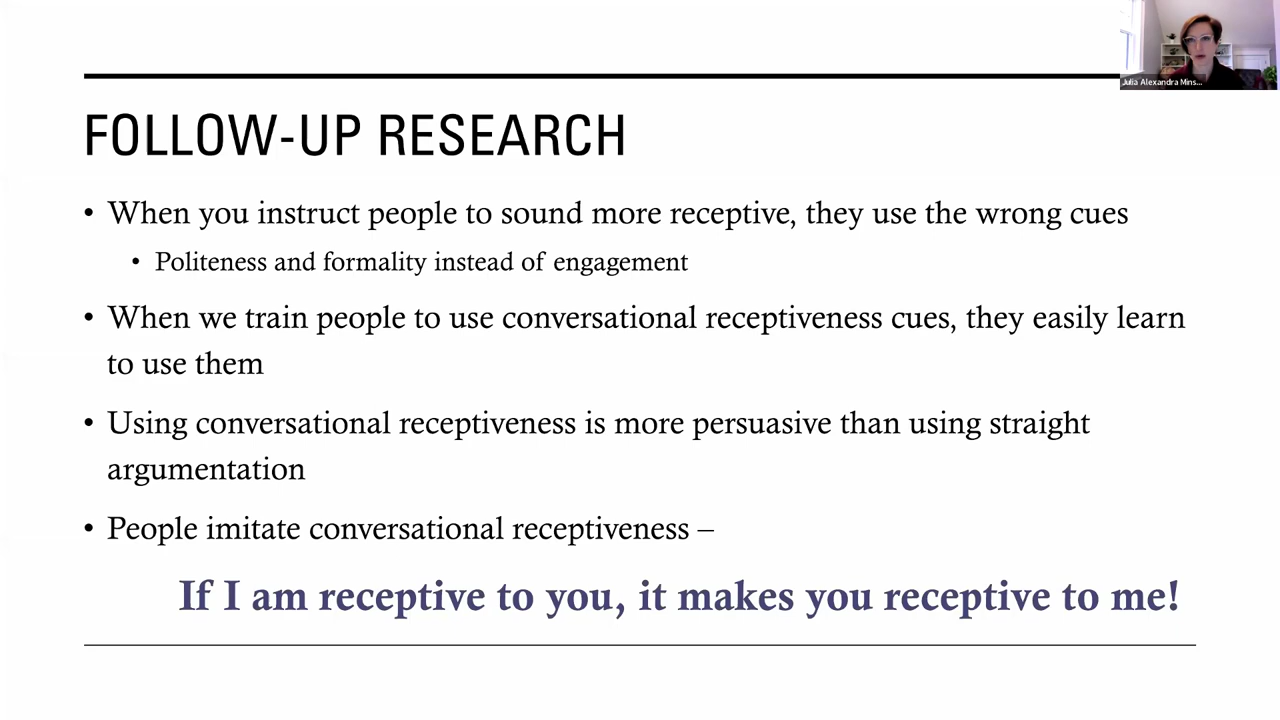 Julia Alexandra Mins...
FOLLOW-UP RESEARCH
• When you instruct people to sound more receptive, they use the wrong cues
• Politeness and formality instead of engagement
• When we train people to use conversational receptiveness cues, they easily learn
to use them
• Using conversational receptiveness is more persuasive than using straight
argumentation
• People imitate conversational receptiveness –
If I am receptive to you, it makes you receptive to me!